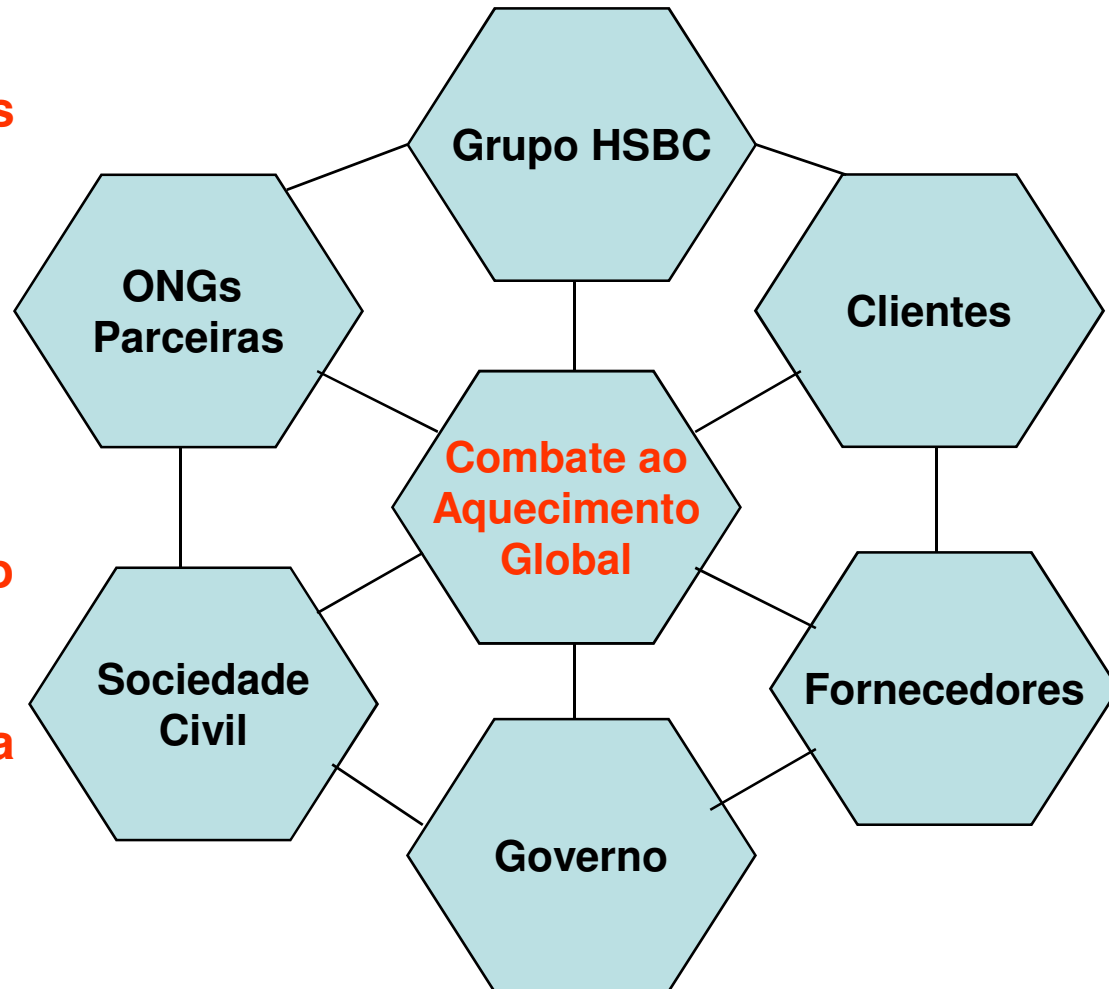 s
Grupo HSBC
ONGs
Parceiras
Clientes
Combate ao
Aquecimento
Global
o
Sociedade
Civil
Fornecedores
a
Governo